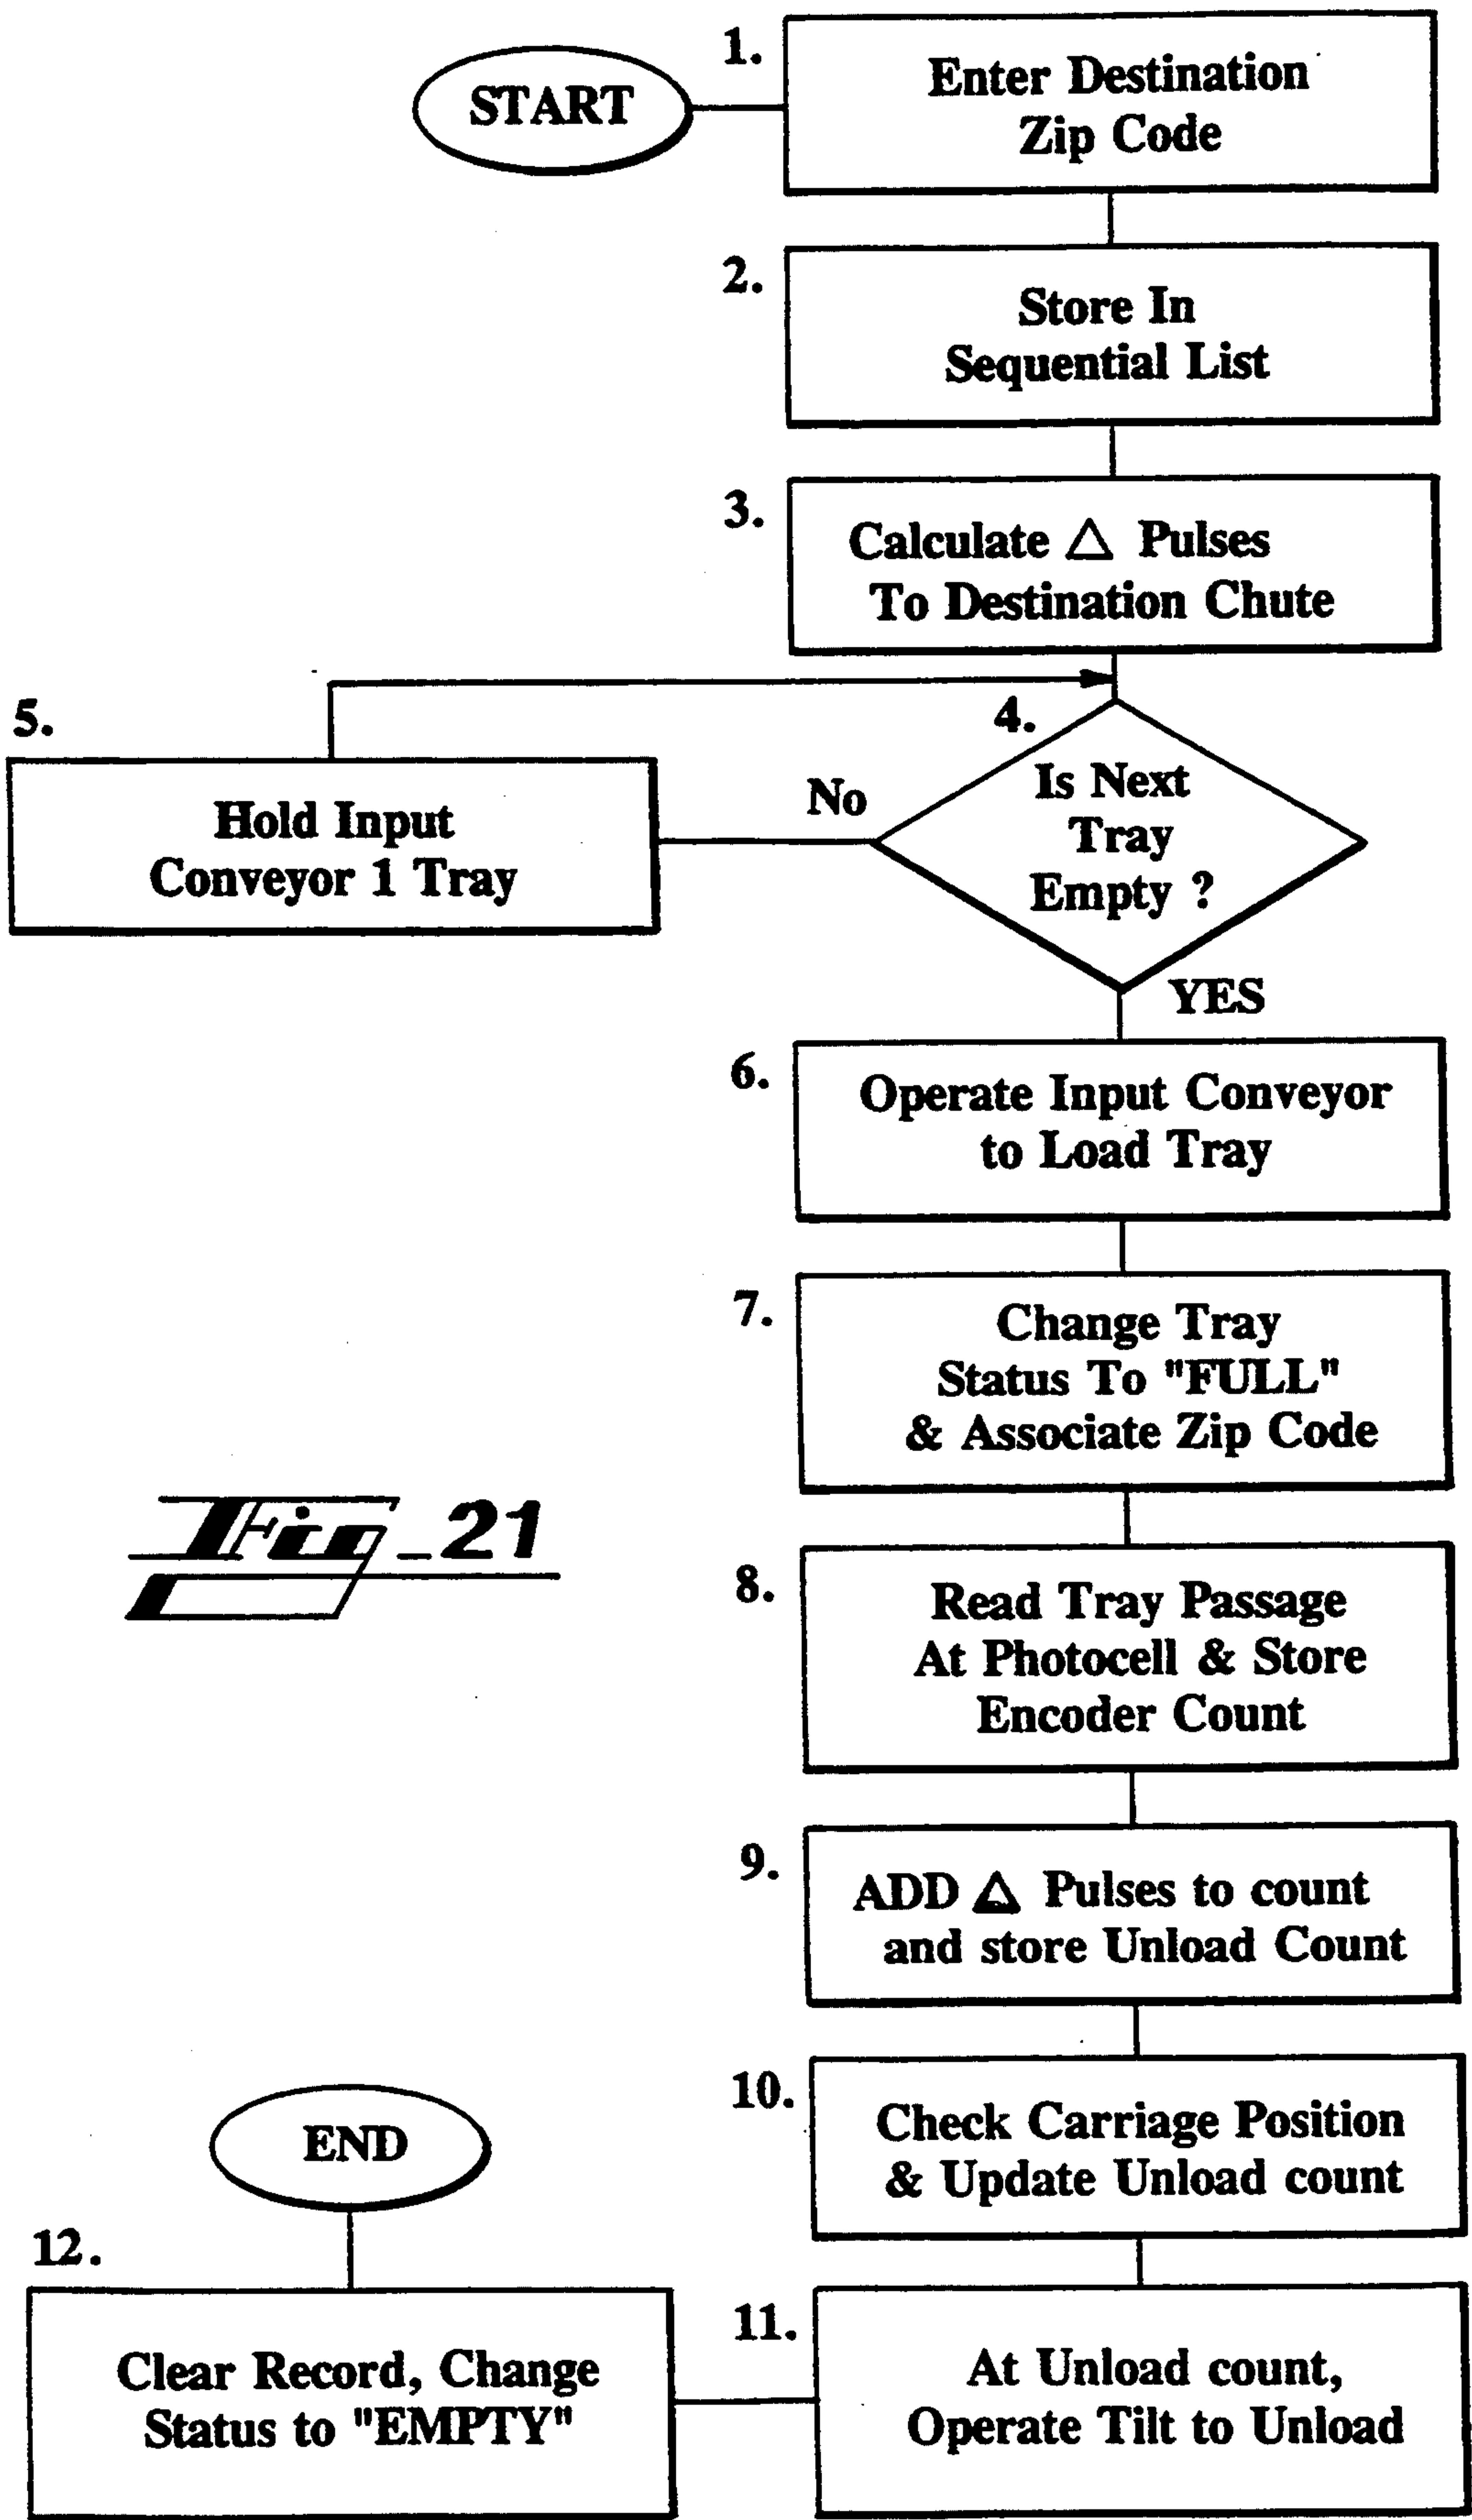 START
1.
Enter Destination
Zip Code
2.
Store In
Sequential List
3.
Calculate △ Pulses
To Destination Chute
4.
Is Next
Tray
Empty ?
No
5.
Hold Input
Conveyor 1 Tray
YES
6.
Operate Input Conveyor
to Load Tray
7.
Change Tray
Status To "FULL"
& Associate Zip Code
8.
Read Tray Passage
At Photocell & Store
Encoder Count
9.
ADD △ Pulses to count
and store Unload Count
10.
Check Carriage Position
& Update Unload count
11.
At Unload count,
Operate Tilt to Unload
12.
Clear Record, Change
Status to "EMPTY"
END
Fig_21